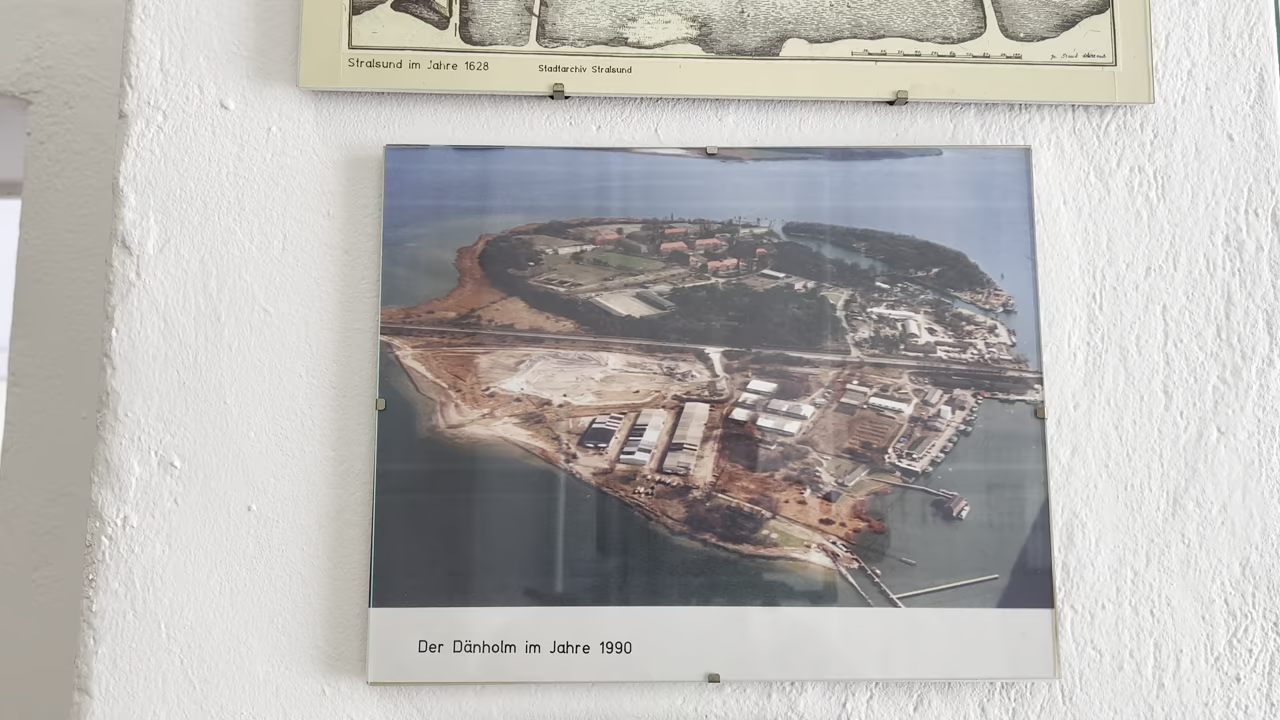 Stralsund im Jahre 1628
Stadtarchiv Stralsund
Der Dänholm im Jahre 1990